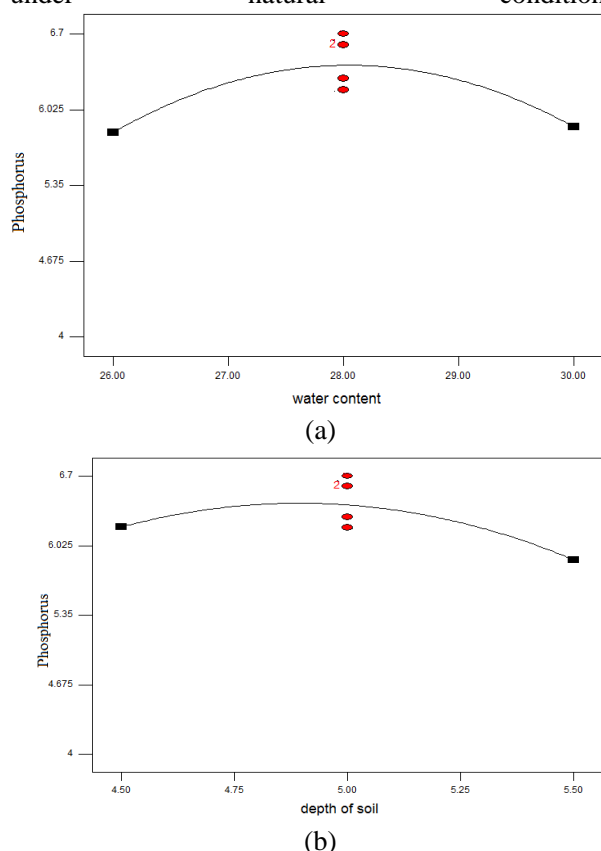 under natural condition
6.7
2
6.025
5.35
4.675
4
Phosphorus
26.00 27.00 28.00 29.00 30.00
water content
(a)
6.7
2
6.025
5.35
4.675
4
Phosphorus
4.50 4.75 5.00 5.25 5.50
depth of soil
(b)